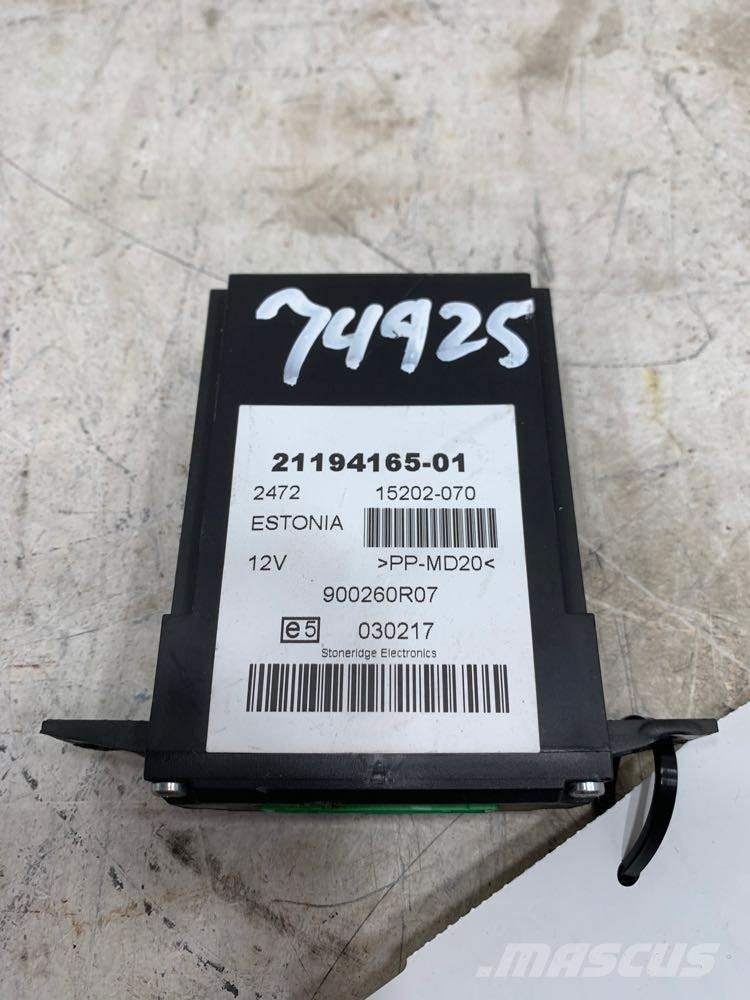 74925
21194165-01
2472 15202-070
ESTONIA
12V >PP-MD20<
900260R07
e5 030217
Stoneridge Electronics
MASCUS